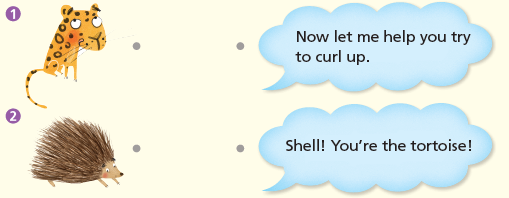 1
Now let me help you try
to curl up.
2
Shell! You're the tortoise!